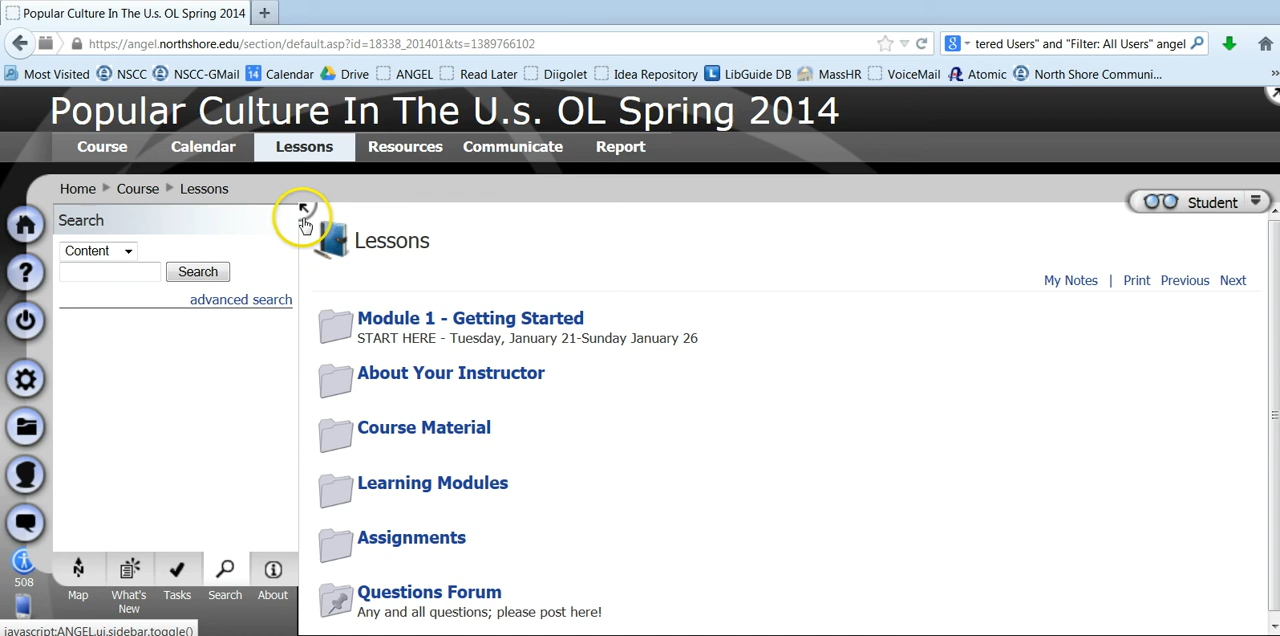 Popular Culture In The U.s. OL Spring 2014
https://angel.northshore.edu/section/default.asp?id=18338_201401&ts=1389766102
tered Users" and "Filter: All Users" angel
Most Visited NSCC NSCC-GMail 14 Calendar Drive ANGEL Read Later Diigolet Idea Repository L LibGuide DB MassHR VoiceMail Atomic North Shore Communi... »
Popular Culture In The U.s. OL Spring 2014
Course Calendar Lessons Resources Communicate Report
Home Course Lessons
Student
Search
Lessons
Content
Search
My Notes | Print Previous Next
advanced search
Module 1 - Getting Started
START HERE - Tuesday, January 21-Sunday January 26
About Your Instructor
Course Material
Learning Modules
Assignments
Questions Forum
Any and all questions; please post here!
508
Map What's New Tasks Search About
javascript:ANGEL.ui.sidebar.toggle()